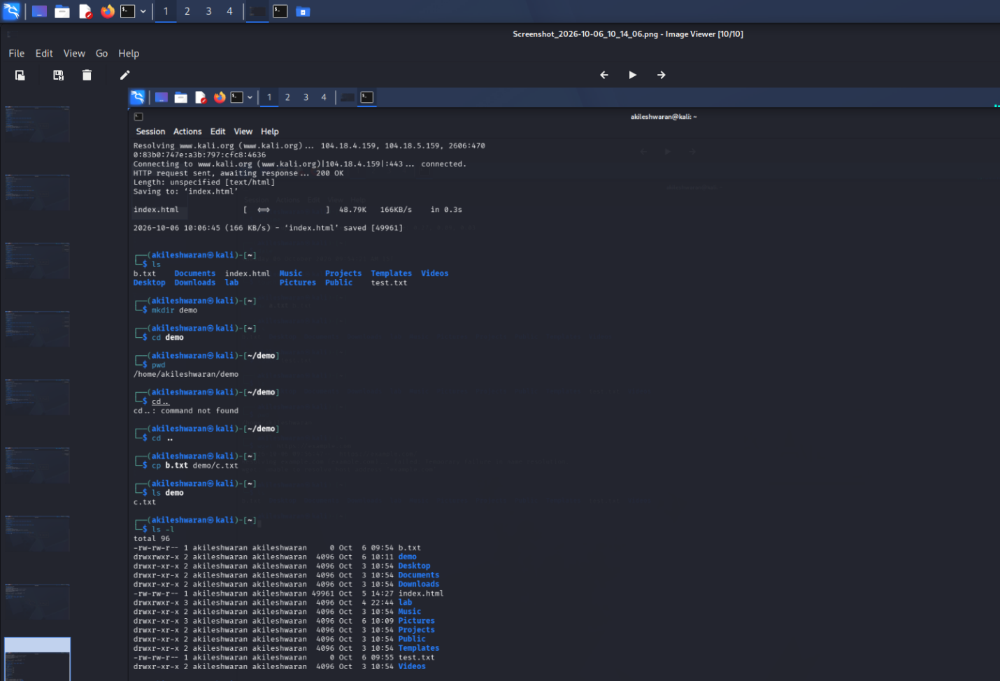 1 2 3 4
Screenshot_2026-10-06_10_14_06.png - Image Viewer [10/10]
File Edit View Go Help
1 2 3 4
akileshwaran@kali: ~
Session Actions Edit View Help
Resolving www.kali.org (www.kali.org)... 104.18.4.159, 104.18.5.159, 2606:470
0:83b0:747e:a3b:797:cfc8:4636
Connecting to www.kali.org (www.kali.org)|104.18.4.159|:443... connected.
HTTP request sent, awaiting response... 200 OK
Length: unspecified [text/html]
Saving to: ‘index.html’
index.html [ <=> ] 48.79K 166KB/s in 0.3s
2026-10-06 10:06:45 (166 KB/s) - ‘index.html’ saved [49961]
┌──(akileshwaran㉿kali)-[~]
└─$ ls
b.txt Documents index.html Music Projects Templates Videos
Desktop Downloads lab Pictures Public test.txt
┌──(akileshwaran㉿kali)-[~]
└─$ mkdir demo
┌──(akileshwaran㉿kali)-[~]
└─$ cd demo
┌──(akileshwaran㉿kali)-[~/demo]
└─$ pwd
/home/akileshwaran/demo
┌──(akileshwaran㉿kali)-[~/demo]
└─$ cd..
cd..: command not found
┌──(akileshwaran㉿kali)-[~/demo]
└─$ cd ..
┌──(akileshwaran㉿kali)-[~]
└─$ cp b.txt demo/c.txt
┌──(akileshwaran㉿kali)-[~]
└─$ ls demo
c.txt
┌──(akileshwaran㉿kali)-[~]
└─$ ls -l
total 96
-rw-rw-r-- 1 akileshwaran akileshwaran 0 Oct 6 09:54 b.txt
drwxrwxr-x 2 akileshwaran akileshwaran 4096 Oct 6 10:11 demo
drwxr-xr-x 2 akileshwaran akileshwaran 4096 Oct 3 10:54 Desktop
drwxr-xr-x 2 akileshwaran akileshwaran 4096 Oct 3 10:54 Documents
drwxr-xr-x 2 akileshwaran akileshwaran 4096 Oct 3 10:54 Downloads
-rw-rw-r-- 1 akileshwaran akileshwaran 49961 Oct 5 14:27 index.html
drwxrwxr-x 3 akileshwaran akileshwaran 4096 Oct 4 22:44 lab
drwxr-xr-x 2 akileshwaran akileshwaran 4096 Oct 3 10:54 Music
drwxr-xr-x 3 akileshwaran akileshwaran 4096 Oct 6 10:09 Pictures
drwxr-xr-x 2 akileshwaran akileshwaran 4096 Oct 3 10:54 Projects
drwxr-xr-x 2 akileshwaran akileshwaran 4096 Oct 3 10:54 Public
drwxr-xr-x 2 akileshwaran akileshwaran 4096 Oct 3 10:54 Templates
-rw-rw-r-- 1 akileshwaran akileshwaran 0 Oct 6 09:55 test.txt
drwxr-xr-x 2 akileshwaran akileshwaran 4096 Oct 3 10:54 Videos